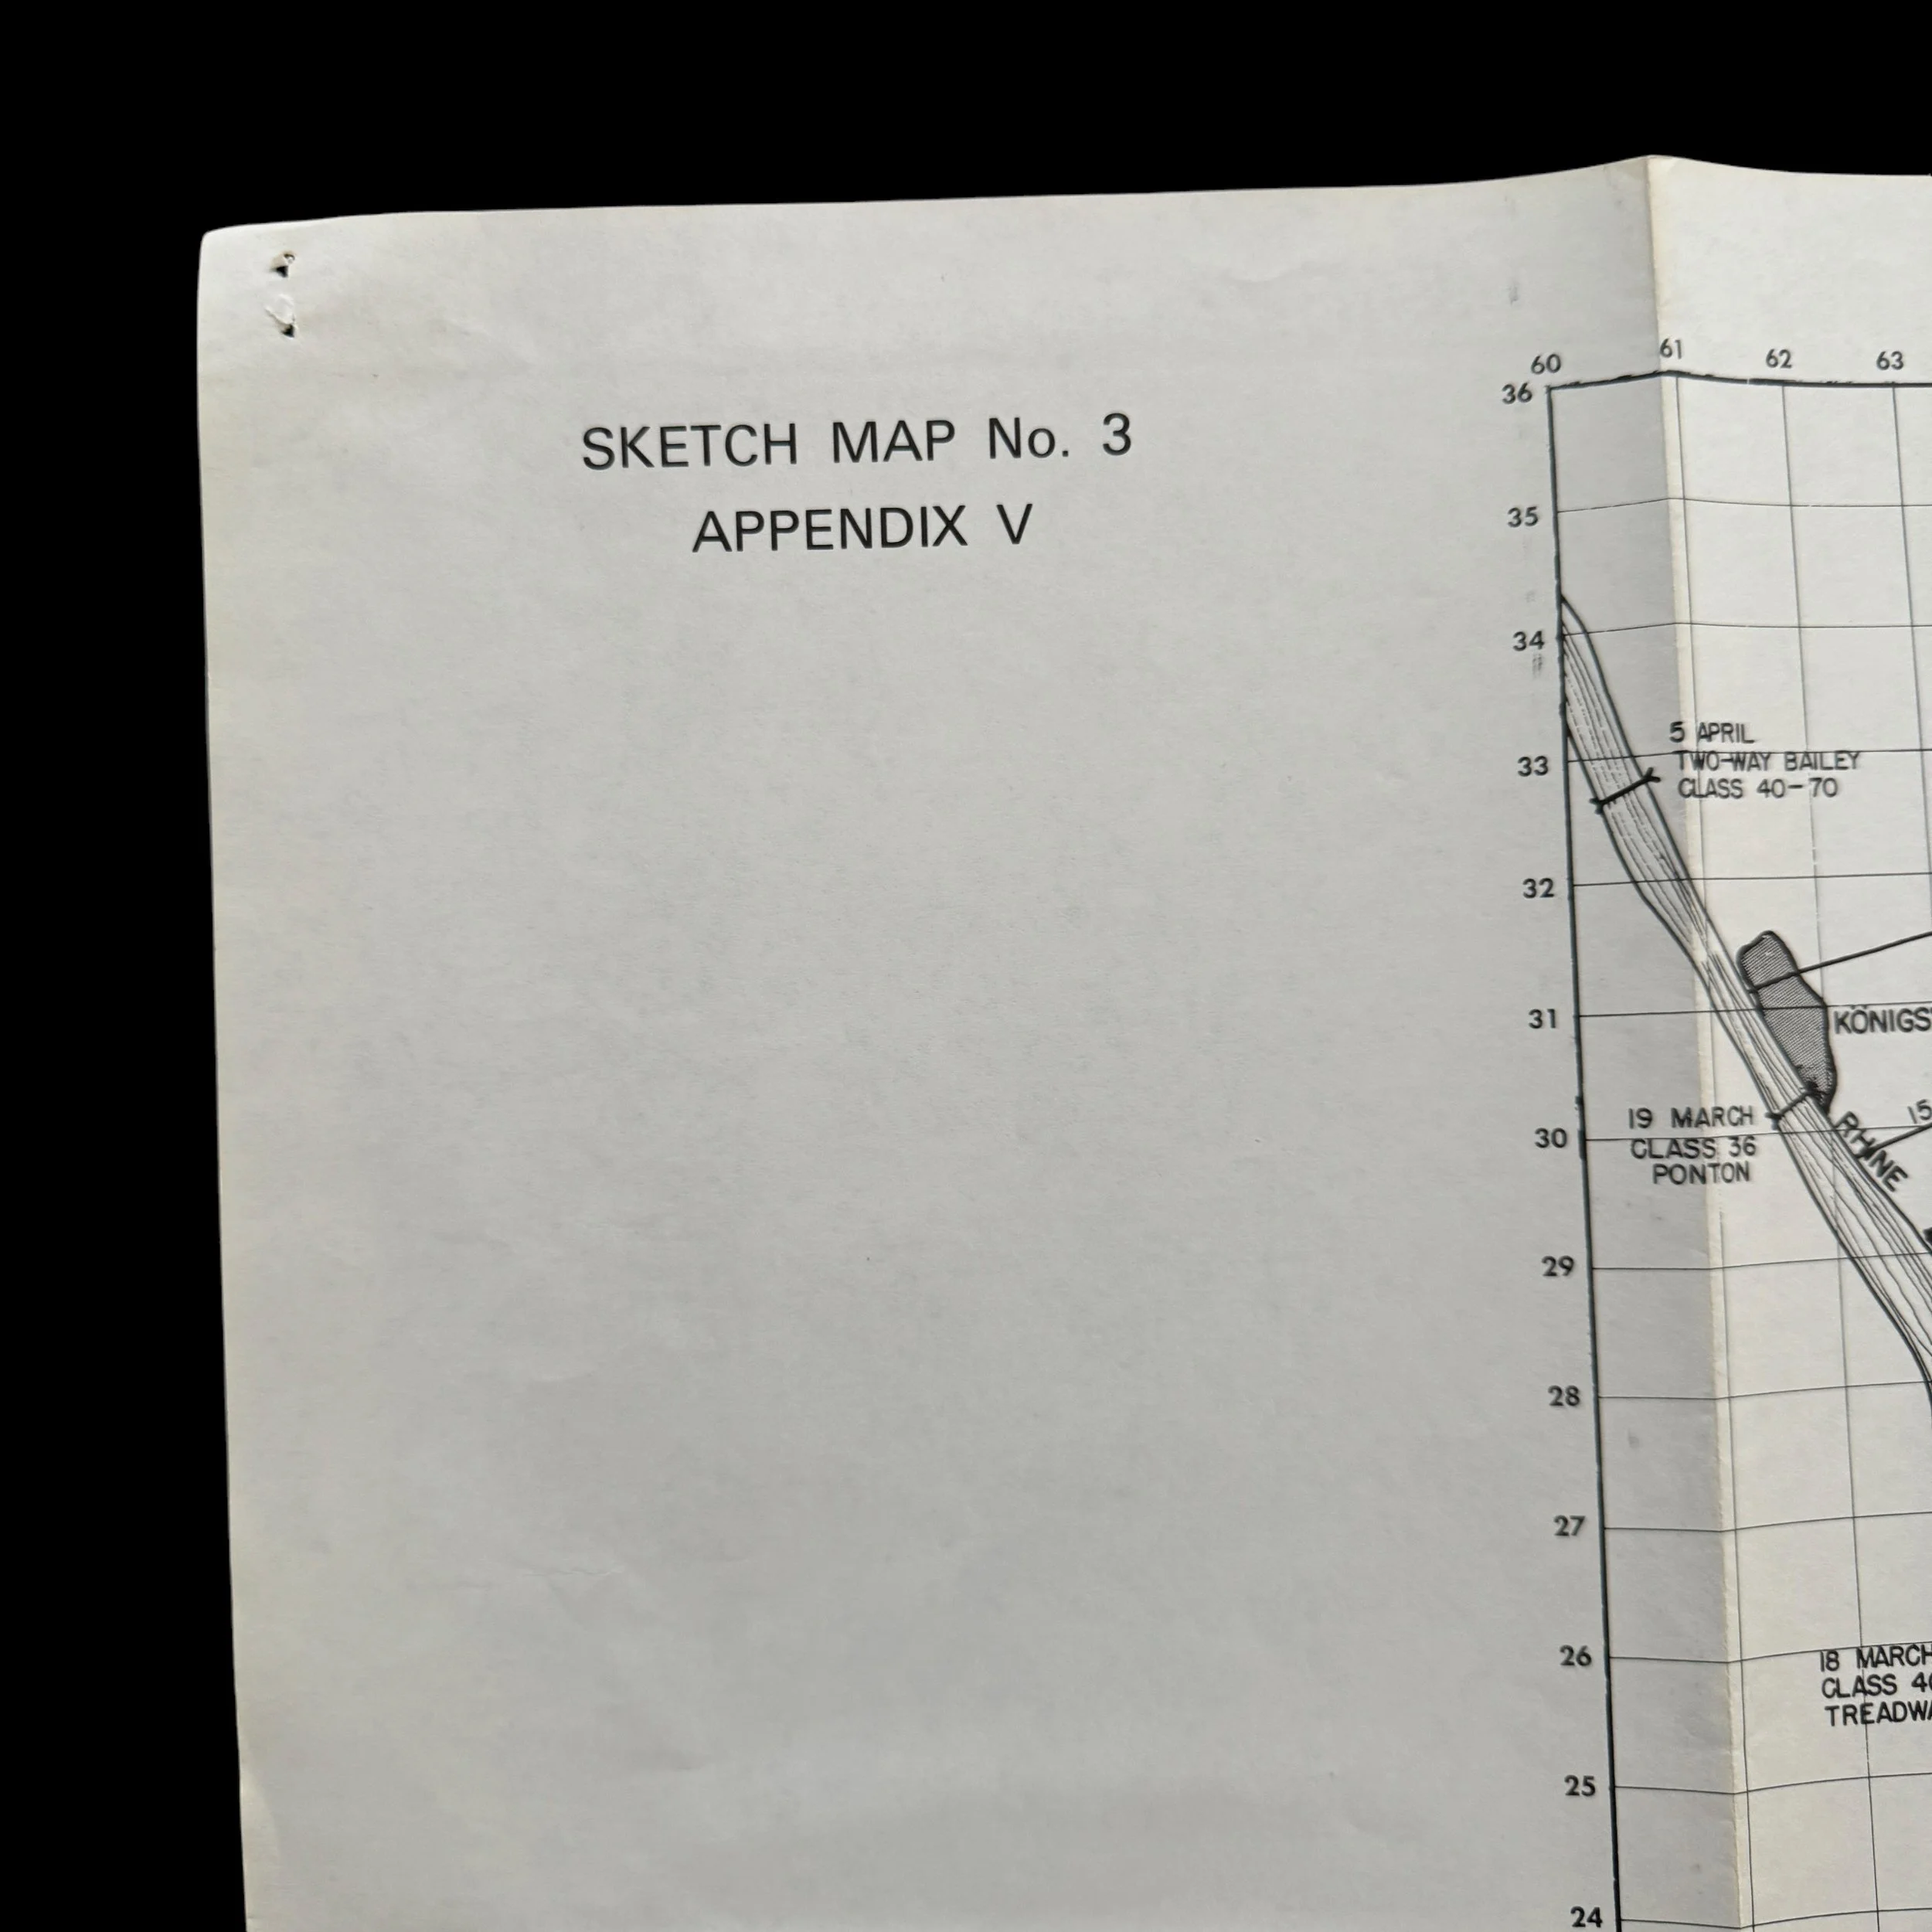 SKETCH MAP No. 3
APPENDIX V
60 61 62 63
36
35
34
5 APRIL
TWO-WAY BAILEY
CLASS 40-70
33
32
31
19 MARCH
CLASS 36
PONTON
RHINE
15
30
29
28
27
26
18 MARCH
CLASS
25
24